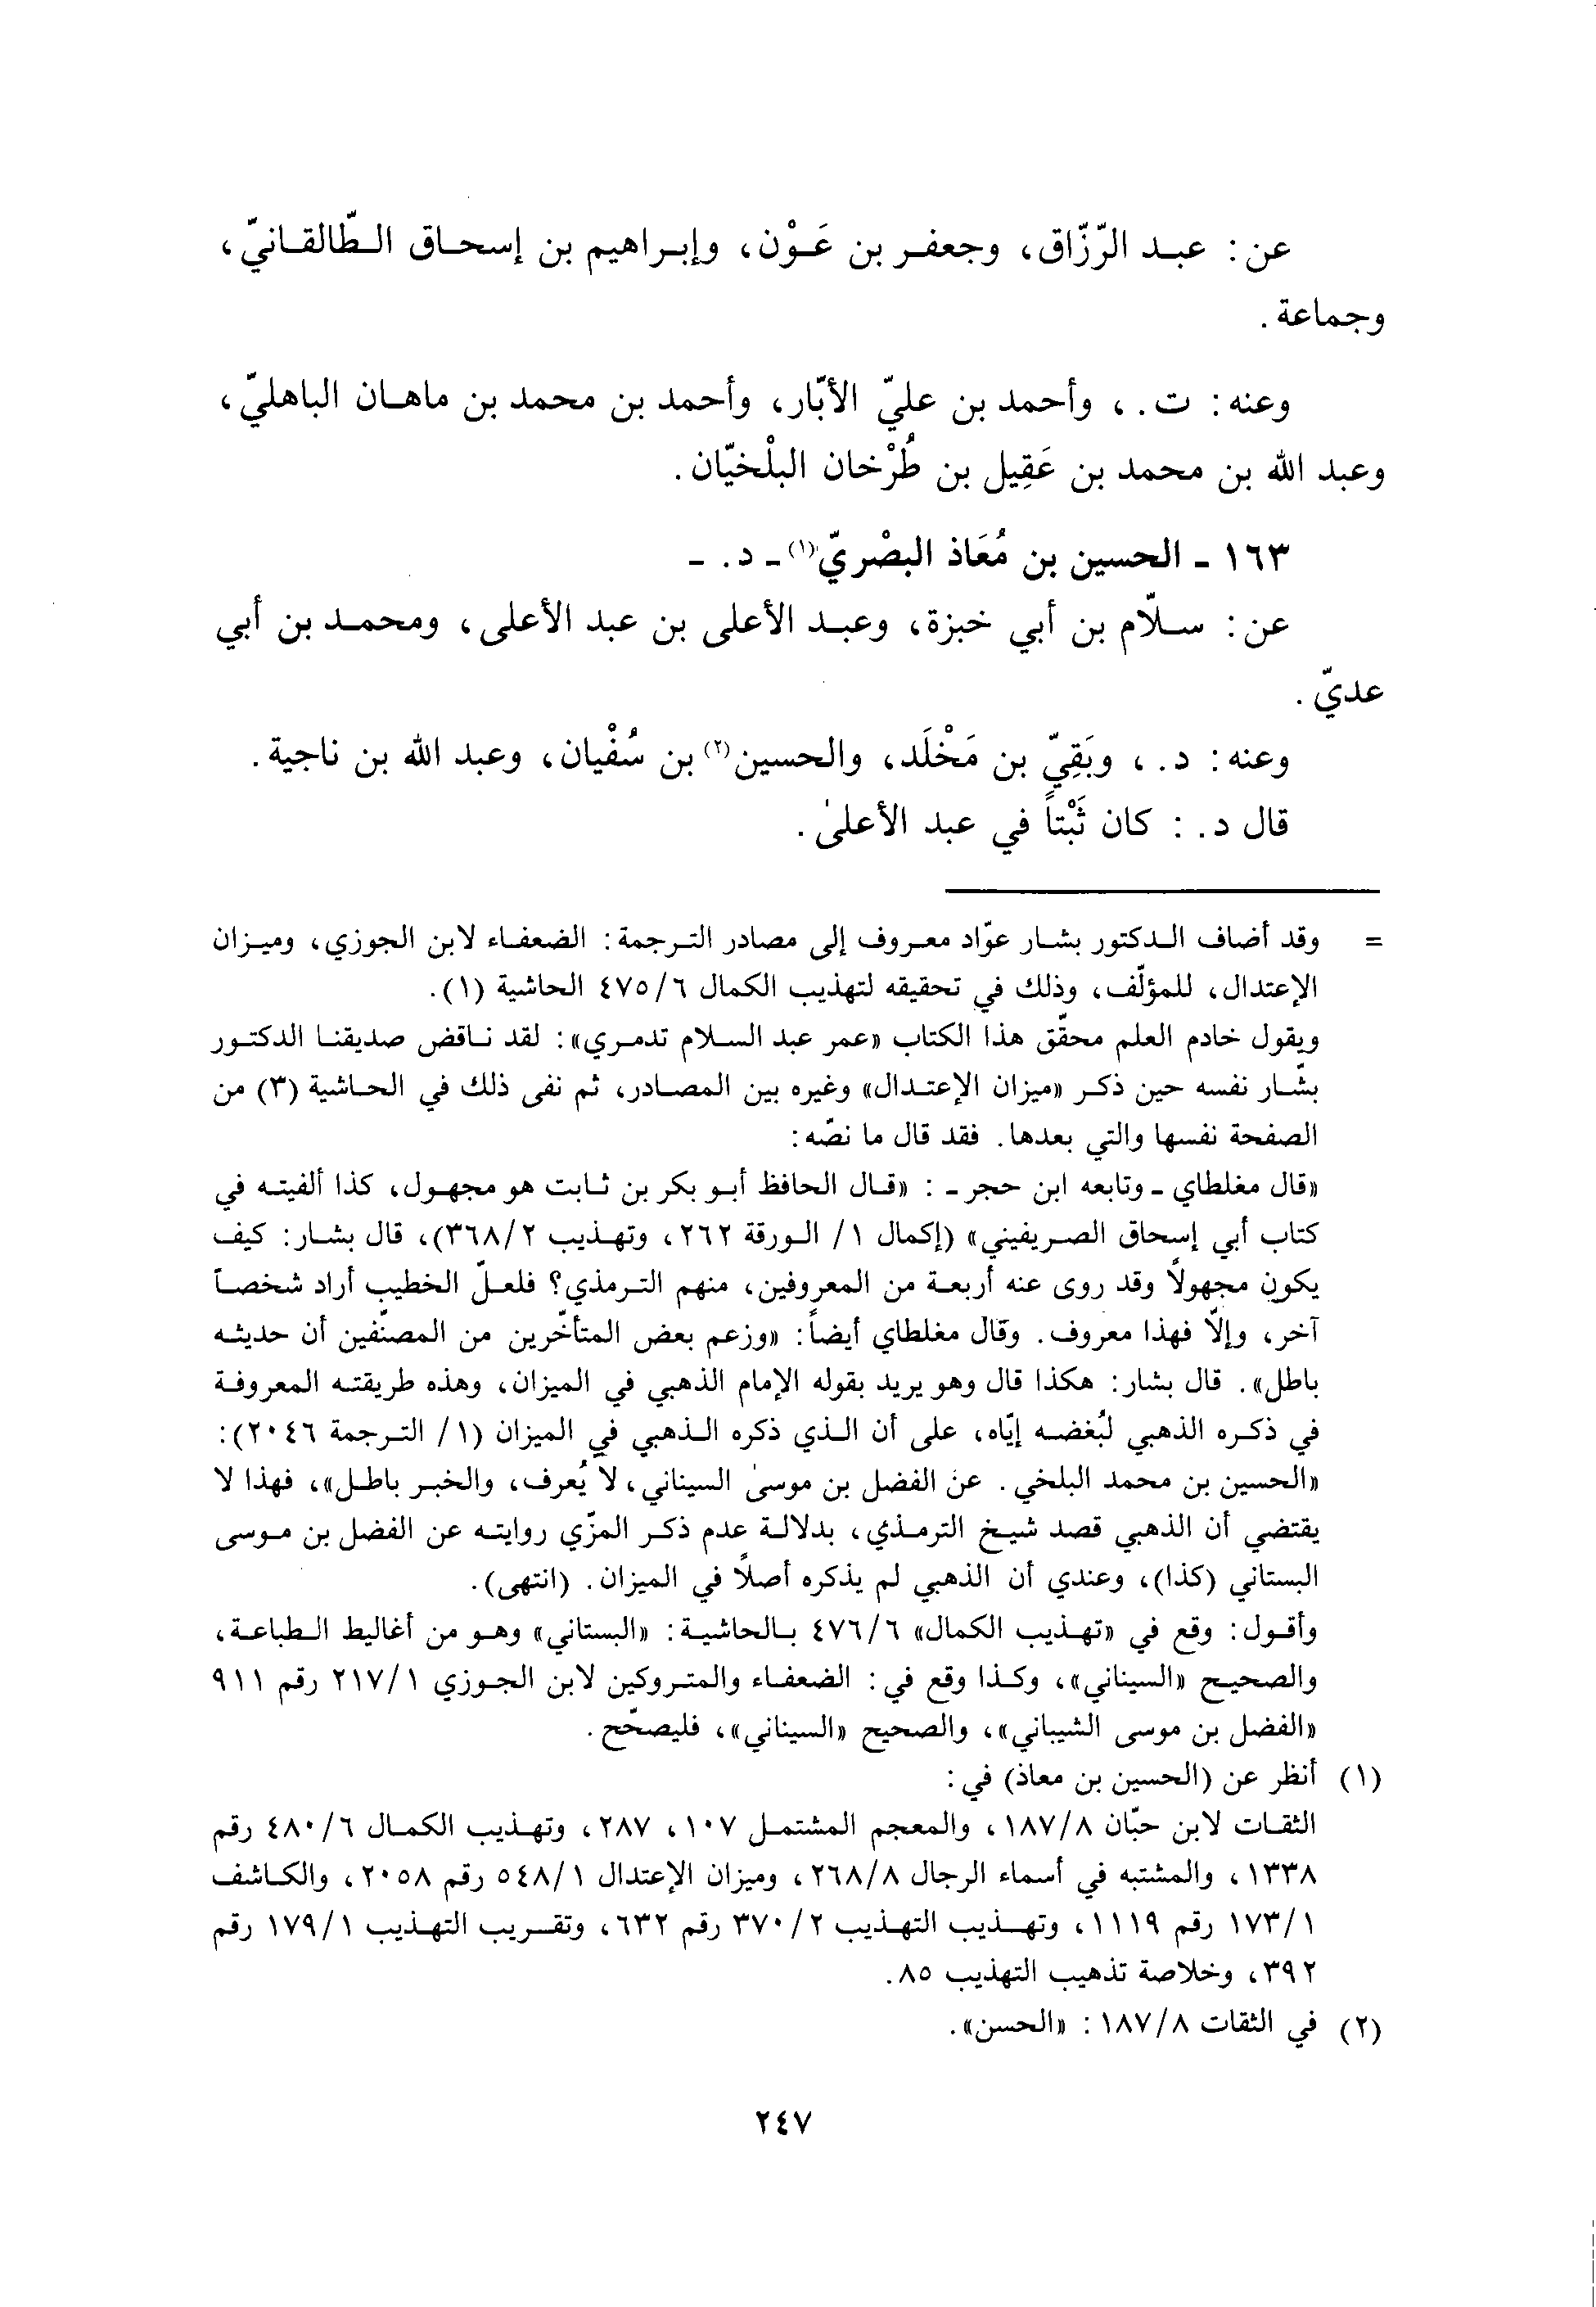 عن: عبد الرّزّاق، وجعفر بن عَوْن، وإبراهيم بن إسحاق الطّالقانيّ،
وجماعة.
وعنه: ت.، وأحمد بن عليّ الأبّار، وأحمد بن محمد بن ماهان الباهليّ،
وعبد الله بن محمد بن عَقِيل بن طُرْخان البلْخيّان.
١٦٣ - الحسين بن مُعَاذ البصْريّ(١) - د. -
عن: سلّام بن أبي خبزة، وعبد الأعلى بن عبد الأعلى، ومحمد بن أبي
عديّ.
وعنه: د.، وبَقِيّ بن مَخْلَد، والحسين(٢) بن سُفْيان، وعبد الله بن ناجية.
قال د. : كان ثَبْتاً في عبد الأعلىٰ.
= وقد أضاف الدكتور بشار عوّاد معروف إلى مصادر الترجمة: الضعفاء لابن الجوزي، وميزان
الإعتدال، للمؤلّف، وذلك في تحقيقه لتهذيب الكمال ٤٧٥/٦ الحاشية (١).
ويقول خادم العلم محقّق هذا الكتاب «عمر عبد السلام تدمري»: لقد ناقض صديقنا الدكتور
بشّار نفسه حين ذكر «ميزان الإعتدال» وغيره بين المصادر، ثم نفى ذلك في الحاشية (٣) من
الصفحة نفسها والتي بعدها. فقد قال ما نصّه:
«قال مغلطاي - وتابعه ابن حجر - : «قال الحافظ أبو بكر بن ثابت هو مجهول، كذا ألفيته في
كتاب أبي إسحاق الصريفيني» (إكمال ١/ الورقة ٢٦٢، وتهذيب ٣٦٨/٢)، قال بشار: كيف
يكون مجهولاً وقد روى عنه أربعة من المعروفين، منهم الترمذي؟ فلعلّ الخطيب أراد شخصاً
آخر، وإلّا فهذا معروف. وقال مغلطاي أيضاً: «وزعم بعض المتأخّرين من المصنّفين أن حديثه
باطل». قال بشار: هكذا قال وهو يريد بقوله الإمام الذهبي في الميزان، وهذه طريقته المعروفة
في ذكره الذهبي لبُغضه إيّاه، على أن الذي ذكره الذهبي في الميزان (١/ الترجمة ٢٠٤٦):
«الحسين بن محمد البلخي. عن الفضل بن موسىٰ السيناني، لا يُعرف، والخبر باطل»، فهذا لا
يقتضي أن الذهبي قصد شيخ الترمذي، بدلالة عدم ذكر المزّي روايته عن الفضل بن موسى
البستاني (كذا)، وعندي أن الذهبي لم يذكره أصلاً في الميزان. (انتهى).
وأقول: وقع في «تهذيب الكمال» ٤٧٦/٦ بالحاشية: «البستاني» وهو من أغاليط الطباعة،
والصحيح «السيناني»، وكذا وقع في: الضعفاء والمتروكين لابن الجوزي ٢١٧/١ رقم ٩١١
«الفضل بن موسى الشيباني»، والصحيح «السيناني»، فليصحّح.
(١) أنظر عن (الحسين بن معاذ) في:
الثقات لابن حبّان ١٨٧/٨، والمعجم المشتمل ١٠٧، ٢٨٧، وتهذيب الكمال ٤٨٠/٦ رقم
١٣٣٨، والمشتبه في أسماء الرجال ٢٦٨/٨، وميزان الإعتدال ٥٤٨/١ رقم ٢٠٥٨، والكاشف
١٧٣/١ رقم ١١١٩، وتهذيب التهذيب ٣٧٠/٢ رقم ٦٣٢، وتقريب التهذيب ١٧٩/١ رقم
٣٩٢، وخلاصة تذهيب التهذيب ٨٥.
(٢) في الثقات ١٨٧/٨: «الحسن».
٢٤٧